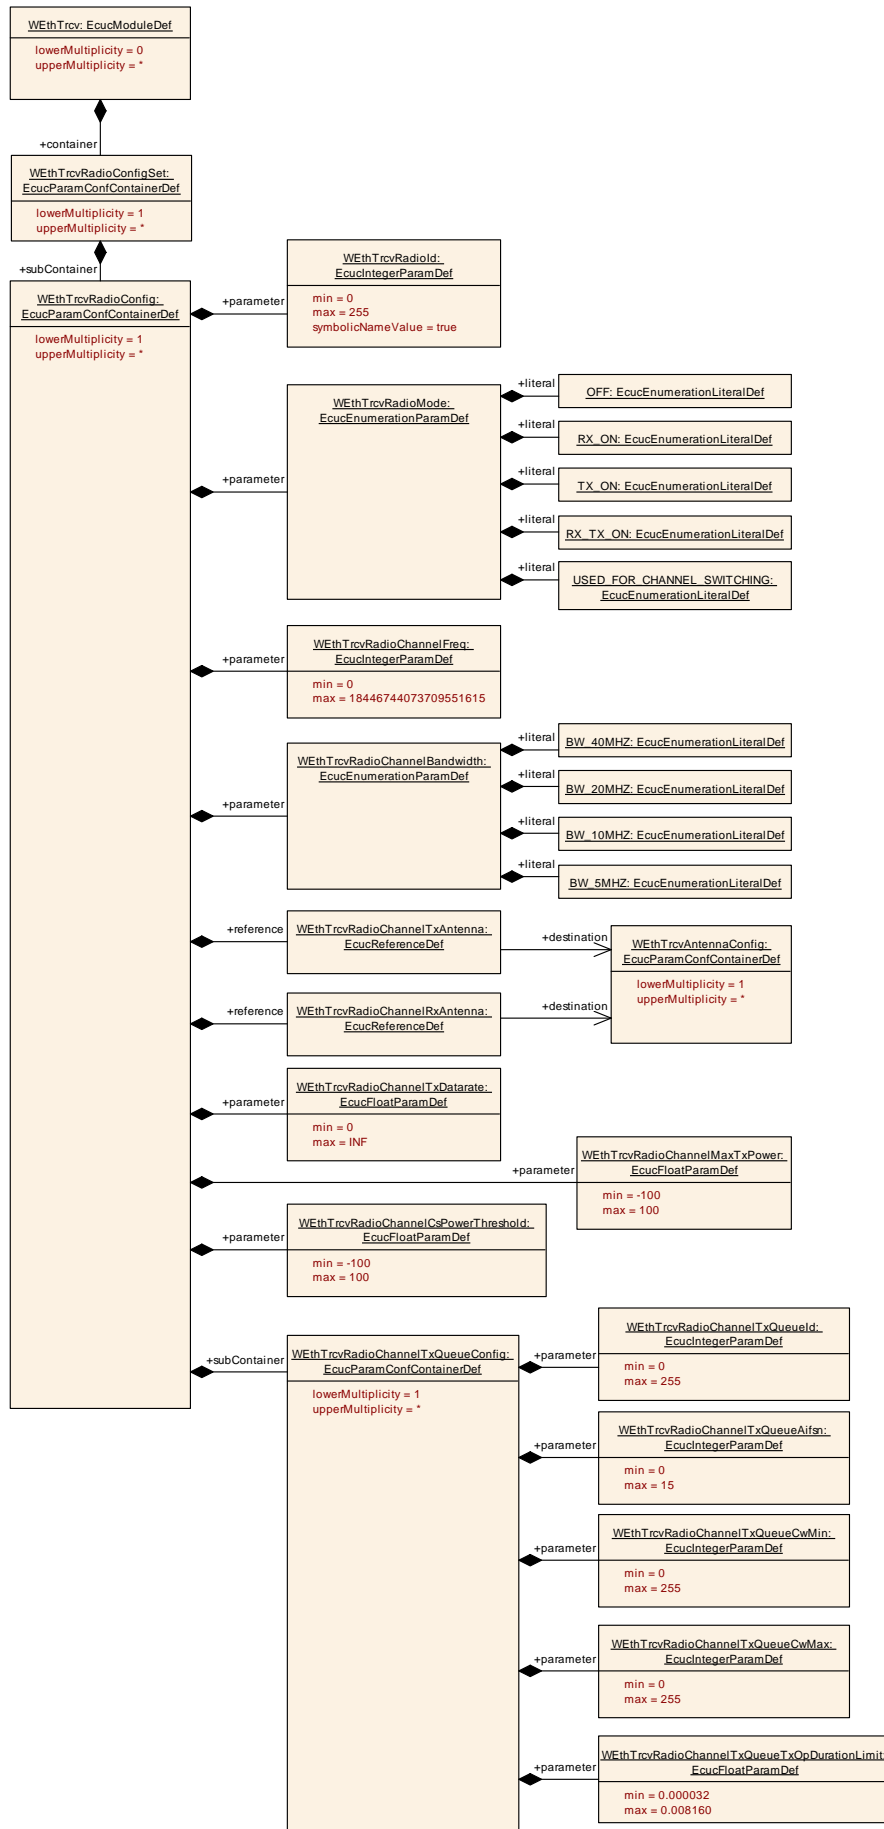 WEthTrcv: EcucModuleDef
lowerMultiplicity = 0
upperMultiplicity = *
+container
WEthTrcvRadioConfigSet:
EcucParamConfContainerDef
lowerMultiplicity = 1
upperMultiplicity = *
+subContainer
WEthTrcvRadioConfig:
EcucParamConfContainerDef
lowerMultiplicity = 1
upperMultiplicity = *
+parameter
WEthTrcvRadioId:
EcucIntegerParamDef
min = 0
max = 255
symbolicNameValue = true
+parameter
WEthTrcvRadioMode:
EcucEnumerationParamDef
+literal
OFF: EcucEnumerationLiteralDef
+literal
RX_ON: EcucEnumerationLiteralDef
+literal
TX_ON: EcucEnumerationLiteralDef
+literal
RX_TX_ON: EcucEnumerationLiteralDef
+literal
USED_FOR_CHANNEL_SWITCHING:
EcucEnumerationLiteralDef
+parameter
WEthTrcvRadioChannelFreq:
EcucIntegerParamDef
min = 0
max = 18446744073709551615
+parameter
WEthTrcvRadioChannelBandwidth:
EcucEnumerationParamDef
+literal
BW_40MHZ: EcucEnumerationLiteralDef
+literal
BW_20MHZ: EcucEnumerationLiteralDef
+literal
BW_10MHZ: EcucEnumerationLiteralDef
+literal
BW_5MHZ: EcucEnumerationLiteralDef
+reference
WEthTrcvRadioChannelTxAntenna:
EcucReferenceDef
+destination
WEthTrcvAntennaConfig:
EcucParamConfContainerDef
lowerMultiplicity = 1
upperMultiplicity = *
+reference
WEthTrcvRadioChannelRxAntenna:
EcucReferenceDef
+destination
+parameter
WEthTrcvRadioChannelTxDatarate:
EcucFloatParamDef
min = 0
max = INF
+parameter
WEthTrcvRadioChannelMaxTxPower:
EcucFloatParamDef
min = -100
max = 100
+parameter
WEthTrcvRadioChannelCsPowerThreshold:
EcucFloatParamDef
min = -100
max = 100
+subContainer
WEthTrcvRadioChannelTxQueueConfig:
EcucParamConfContainerDef
lowerMultiplicity = 1
upperMultiplicity = *
+parameter
WEthTrcvRadioChannelTxQueueId:
EcucIntegerParamDef
min = 0
max = 255
+parameter
WEthTrcvRadioChannelTxQueueAifsn:
EcucIntegerParamDef
min = 0
max = 15
+parameter
WEthTrcvRadioChannelTxQueueCwMin:
EcucIntegerParamDef
min = 0
max = 255
+parameter
WEthTrcvRadioChannelTxQueueCwMax:
EcucIntegerParamDef
min = 0
max = 255
+parameter
WEthTrcvRadioChannelTxQueueTxOpDurationLimit:
EcucFloatParamDef
min = 0.000032
max = 0.008160